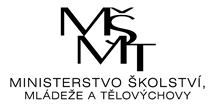 MŠ
MT
MINISTERSTVO ŠKOLSTVÍ,
MLÁDEŽE A TĚLOVÝCHOVY